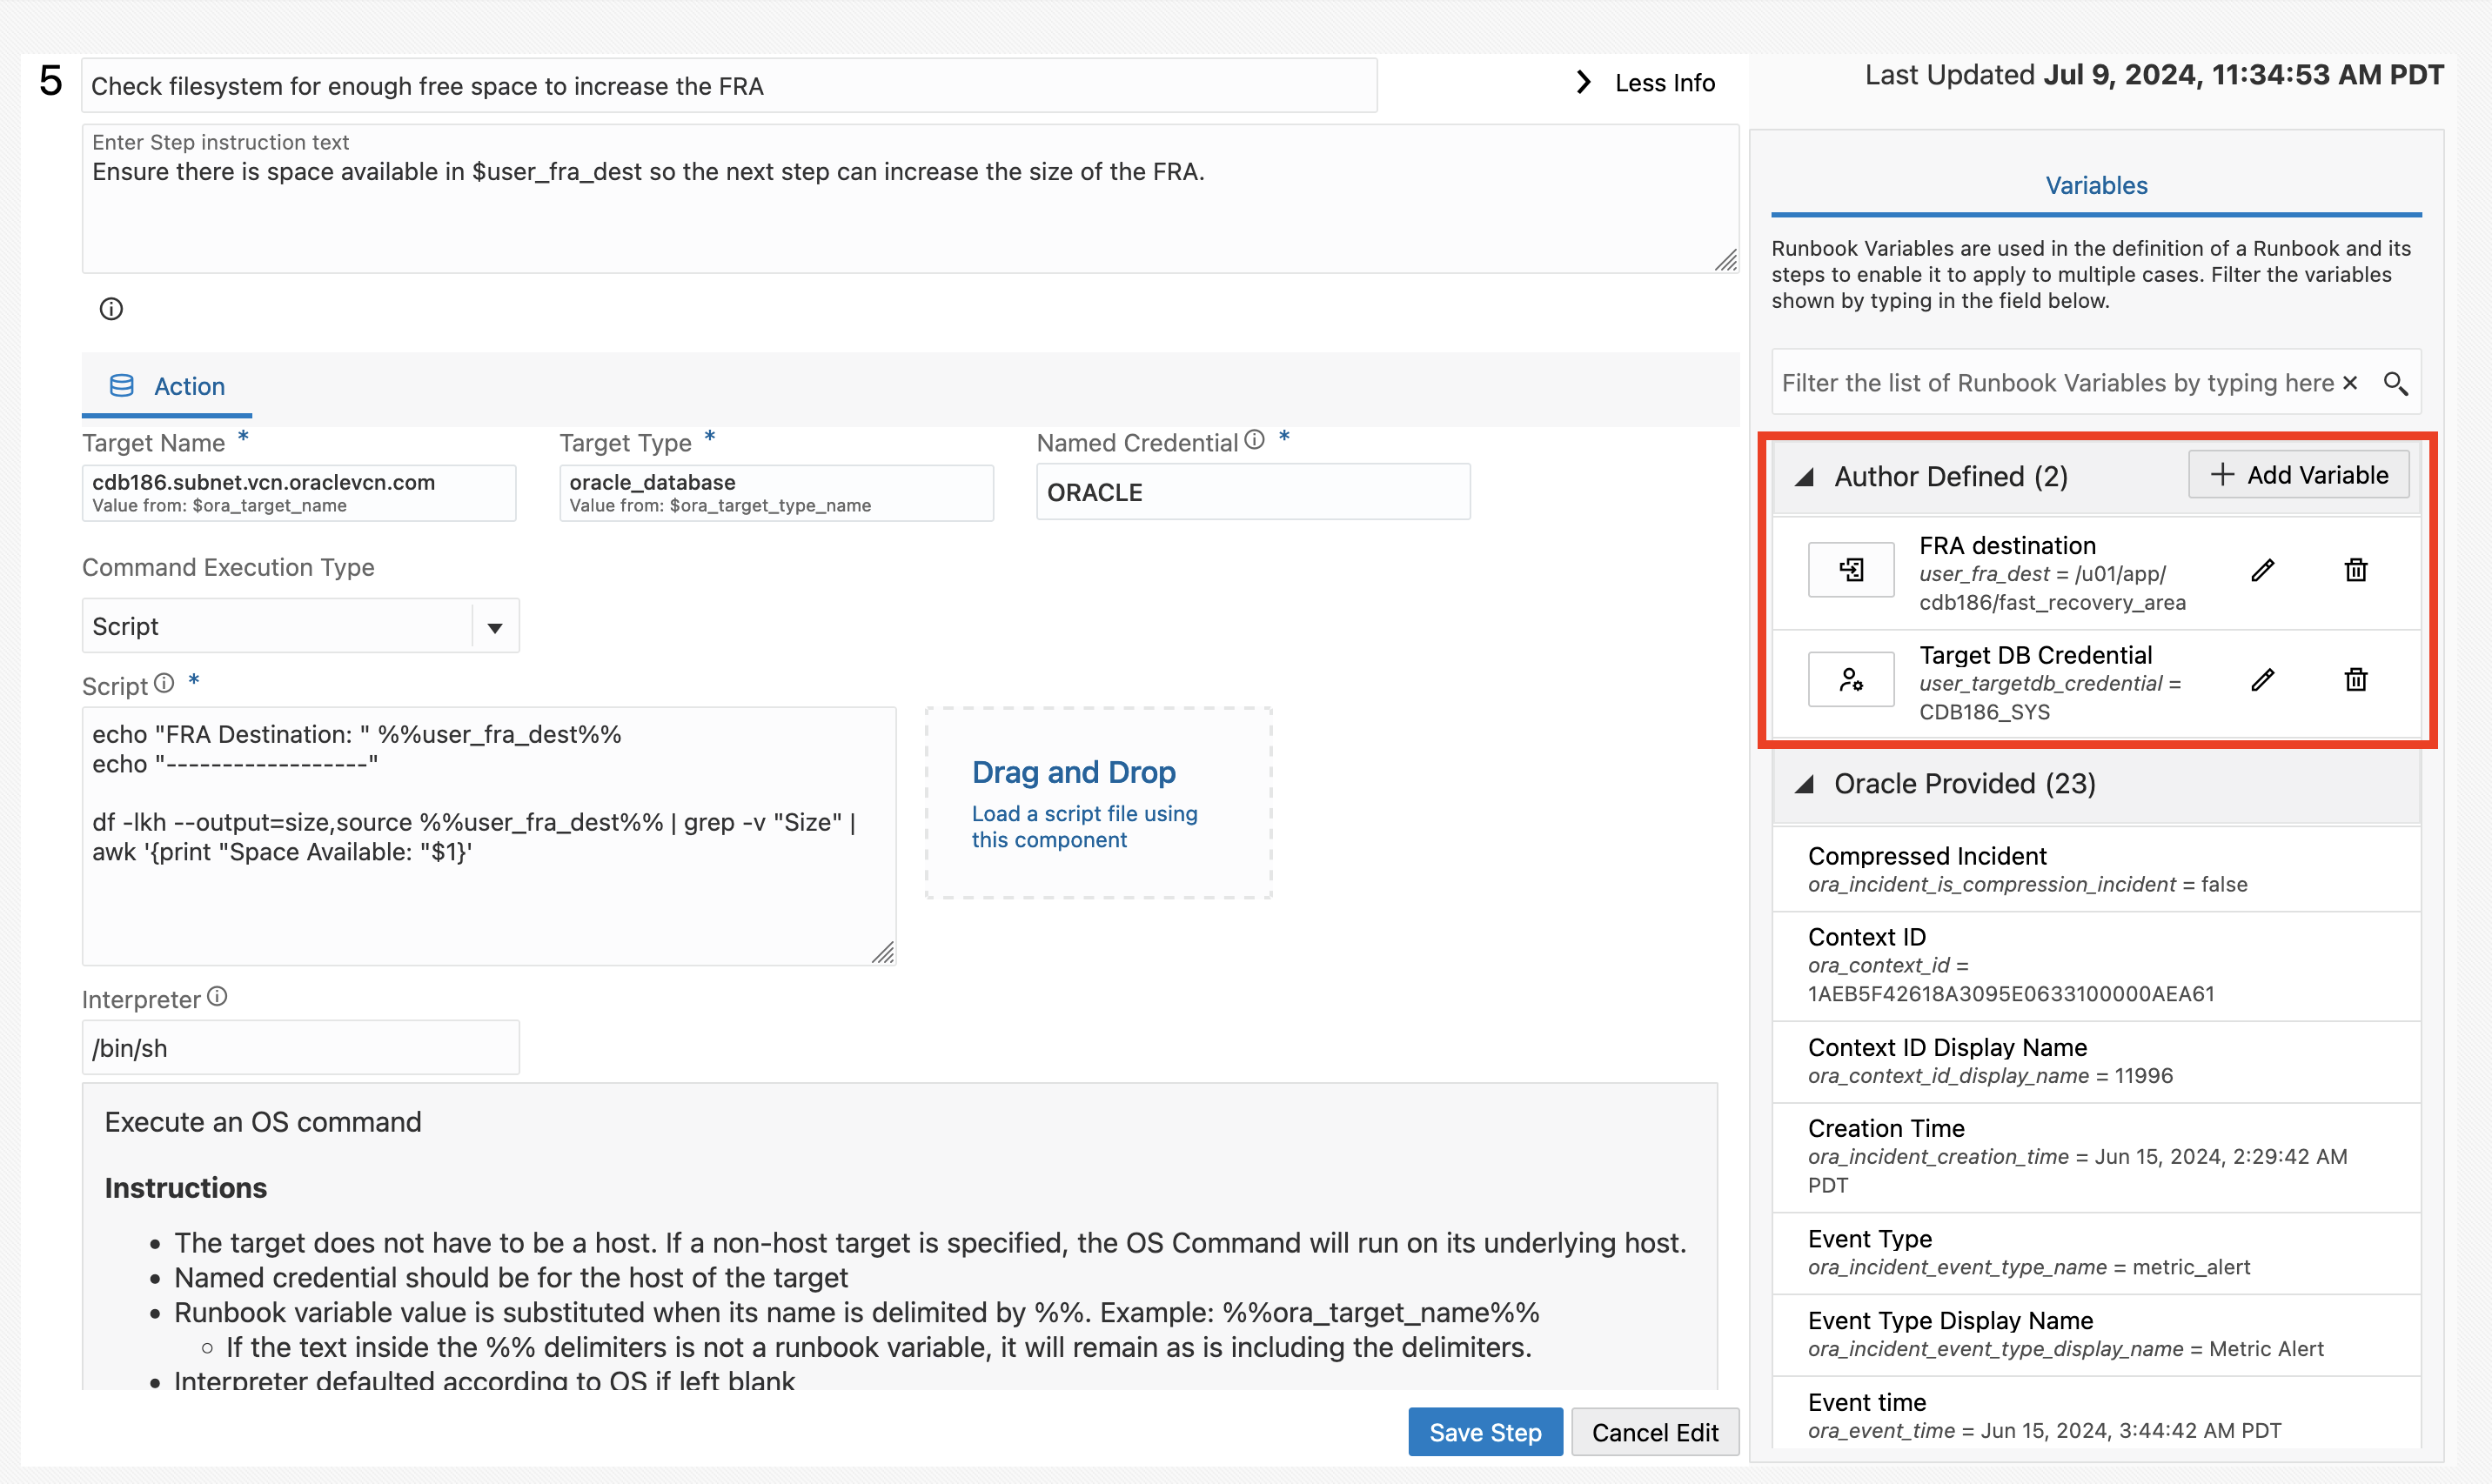 5
Check filesystem for enough free space to increase the FRA
Less Info
Enter Step instruction text
Ensure there is space available in $user_fra_dest so the next step can increase the size of the FRA.
Action
Target Name *
cdb186.subnet.vcn.oraclevcn.com
Value from: $ora_target_name
Target Type *
oracle_database
Value from: $ora_target_type_name
Named Credential *
ORACLE
Command Execution Type
Script
Script *
echo "FRA Destination: " %%user_fra_dest%%
echo "------------------"
df -lkh --output=size,source %%user_fra_dest%% | grep -v "Size" |
awk '{print "Space Available: "$1}'
Drag and Drop
Load a script file using
this component
Interpreter
/bin/sh
Execute an OS command
Instructions
• The target does not have to be a host. If a non-host target is specified, the OS Command will run on its underlying host.
• Named credential should be for the host of the target
• Runbook variable value is substituted when its name is delimited by %%. Example: %%ora_target_name%%
◦ If the text inside the %% delimiters is not a runbook variable, it will remain as is including the delimiters.
• Interpreter defaulted according to OS if left blank
Save Step
Cancel Edit
Last Updated Jul 9, 2024, 11:34:53 AM PDT
Variables
Runbook Variables are used in the definition of a Runbook and its
steps to enable it to apply to multiple cases. Filter the variables
shown by typing in the field below.
Filter the list of Runbook Variables by typing here
Author Defined (2)
+ Add Variable
FRA destination
user_fra_dest = /u01/app/
cdb186/fast_recovery_area
Target DB Credential
user_targetdb_credential =
CDB186_SYS
Oracle Provided (23)
Compressed Incident
ora_incident_is_compression_incident = false
Context ID
ora_context_id =
1AEB5F42618A3095E0633100000AEA61
Context ID Display Name
ora_context_id_display_name = 11996
Creation Time
ora_incident_creation_time = Jun 15, 2024, 2:29:42 AM
PDT
Event Type
ora_incident_event_type_name = metric_alert
Event Type Display Name
ora_incident_event_type_display_name = Metric Alert
Event time
ora_event_time = Jun 15, 2024, 3:44:42 AM PDT